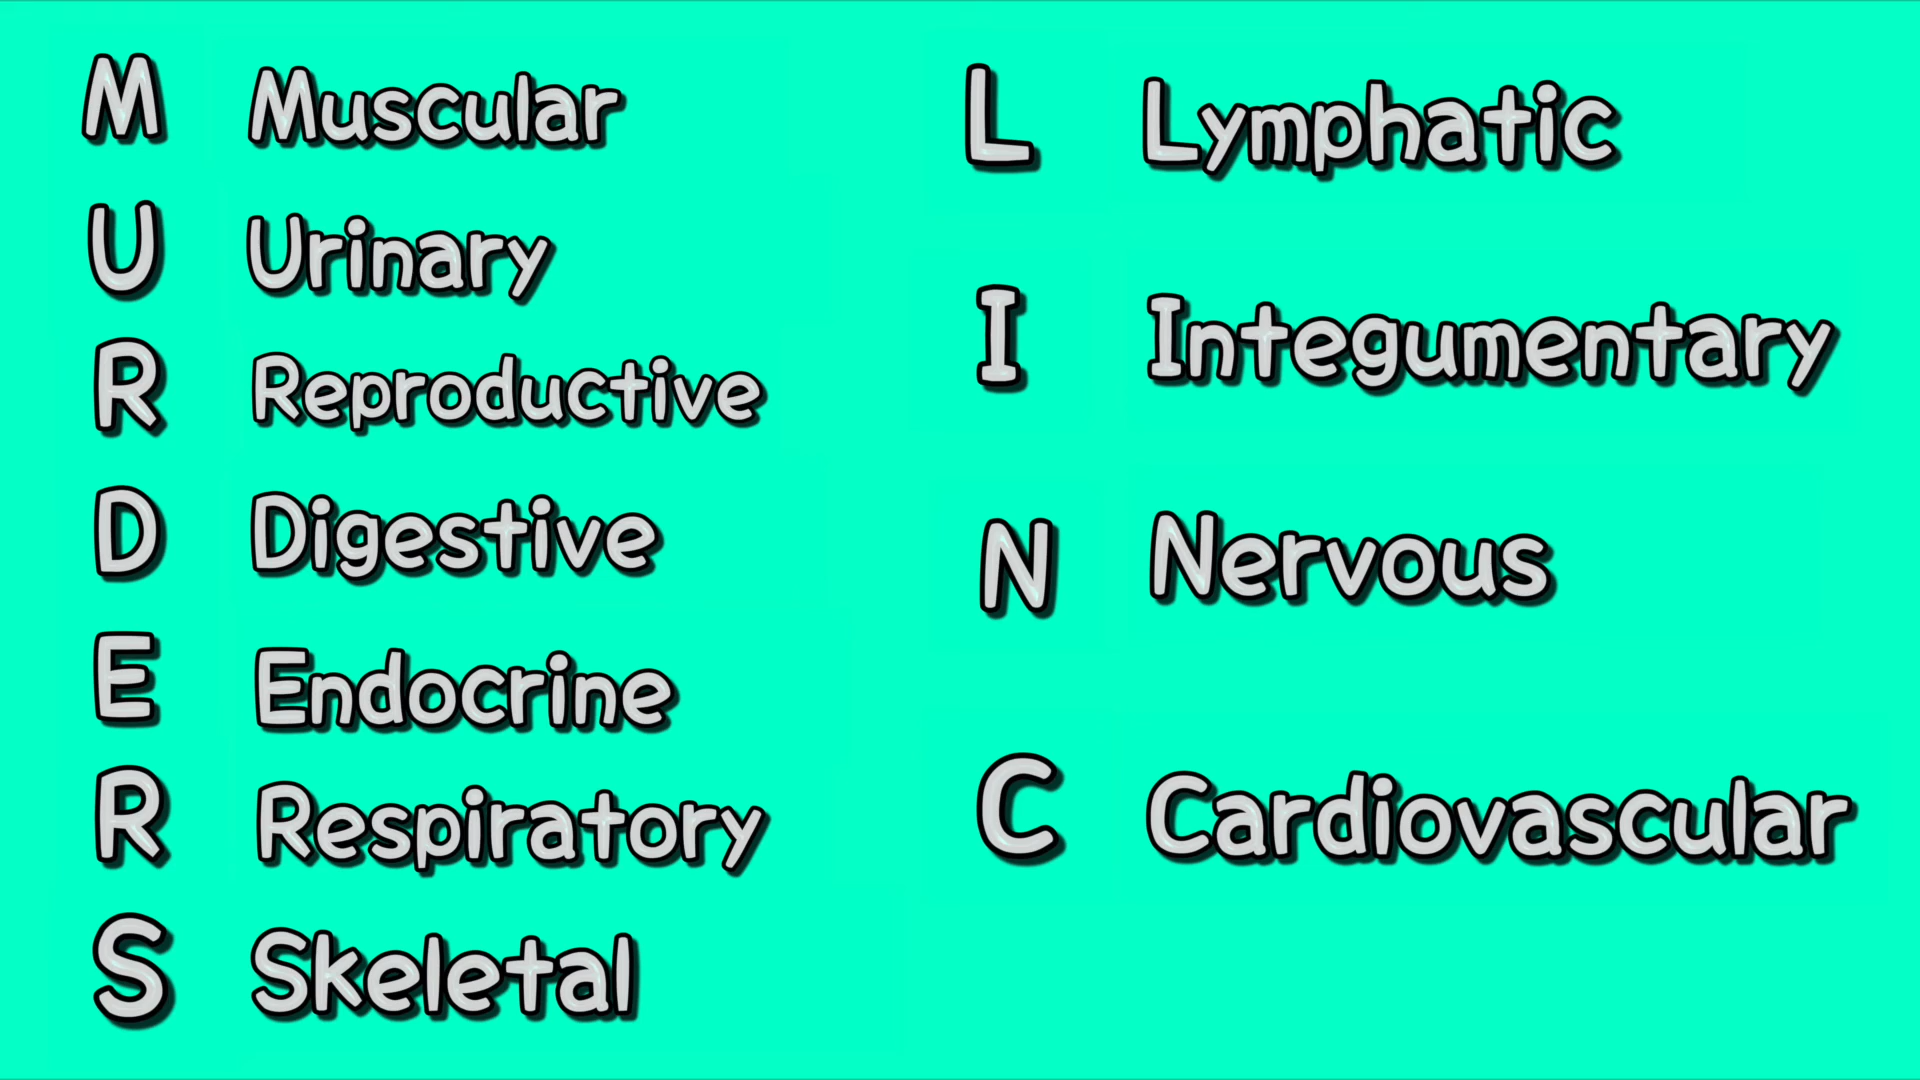 M Muscular
U Urinary
R Reproductive
D Digestive
E Endocrine
R Respiratory
S Skeletal
L Lymphatic
I Integumentary
N Nervous
C Cardiovascular